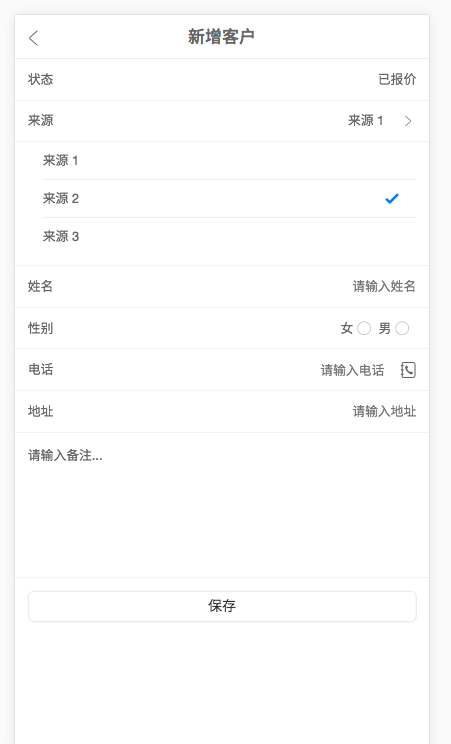 新增客户
状态 已报价
来源 来源 1
来源 1
来源 2
来源 3
姓名 请输入姓名
性别 女 男
电话 请输入电话
地址 请输入地址
请输入备注...
保存